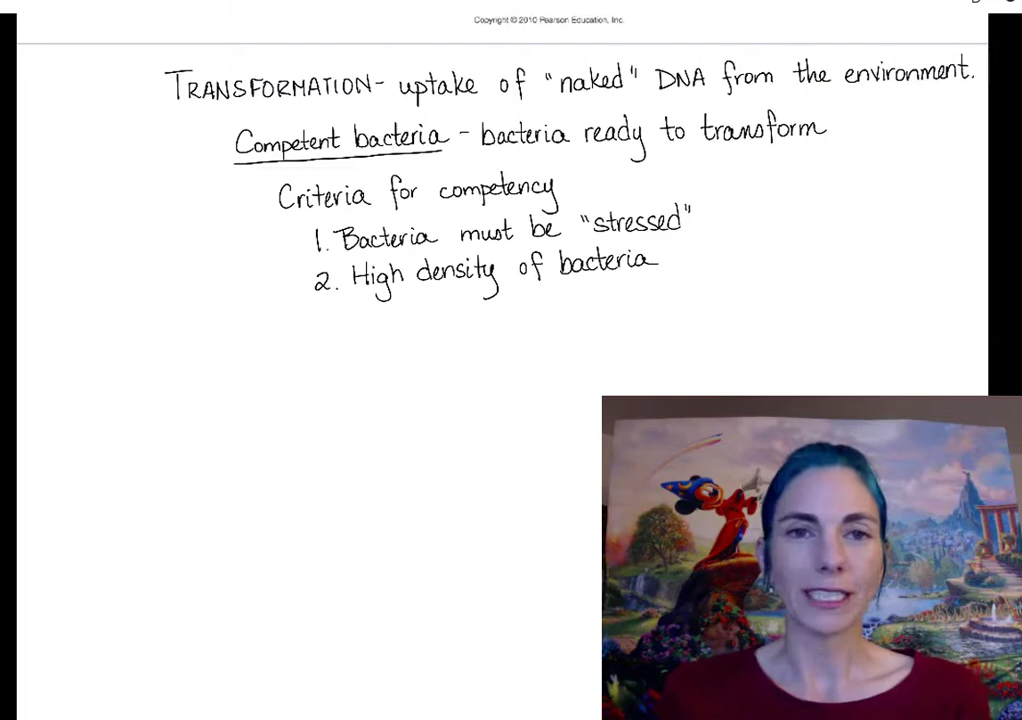 Copyright © 2010 Pearson Education, Inc.
TRANSFORMATION- uptake of "naked" DNA from the environment.
Competent bacteria - bacteria ready to transform
Criteria for competency
1. Bacteria must be "stressed"
2. High density of bacteria